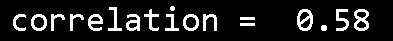 correlation =  0.58